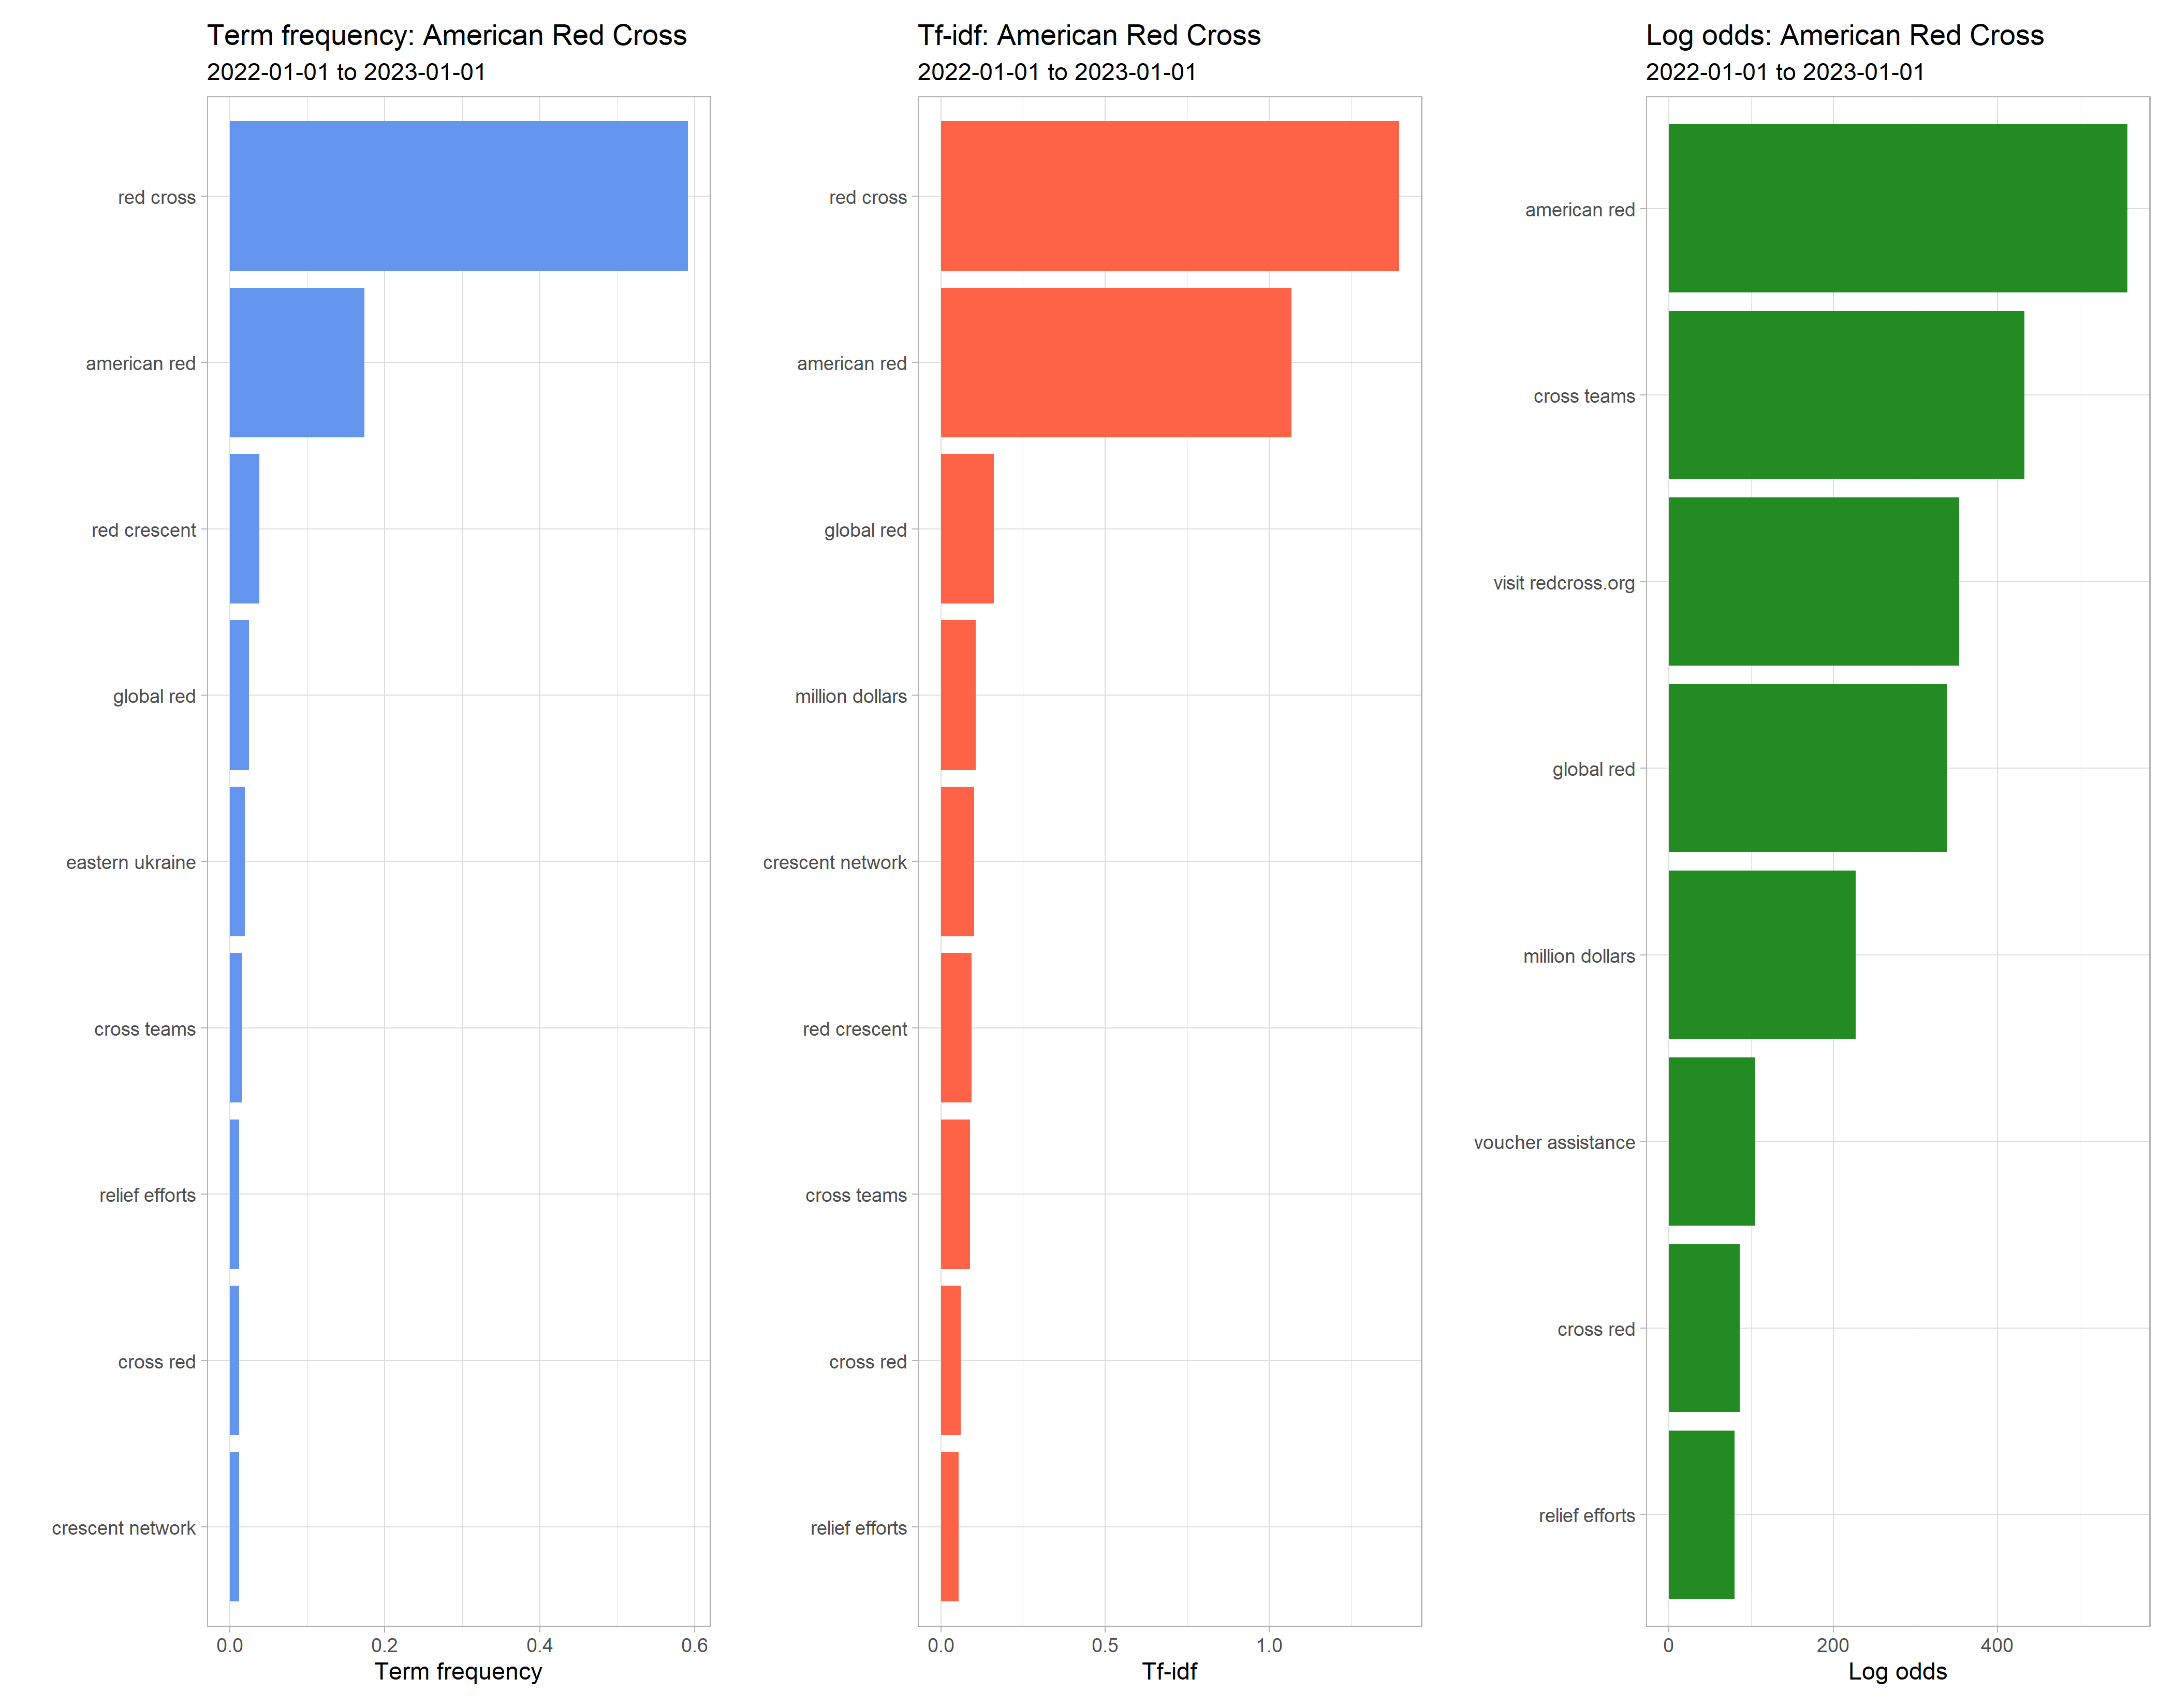 Term frequency: American Red Cross
2022-01-01 to 2023-01-01
red cross
american red
red crescent
global red
eastern ukraine
cross teams
relief efforts
cross red
crescent network
0.0 0.2 0.4 0.6
Term frequency
Tf-idf: American Red Cross
2022-01-01 to 2023-01-01
red cross
american red
global red
million dollars
crescent network
red crescent
cross teams
cross red
relief efforts
0.0 0.5 1.0
Tf-idf
Log odds: American Red Cross
2022-01-01 to 2023-01-01
american red
cross teams
visit redcross.org
global red
million dollars
voucher assistance
cross red
relief efforts
0 200 400
Log odds